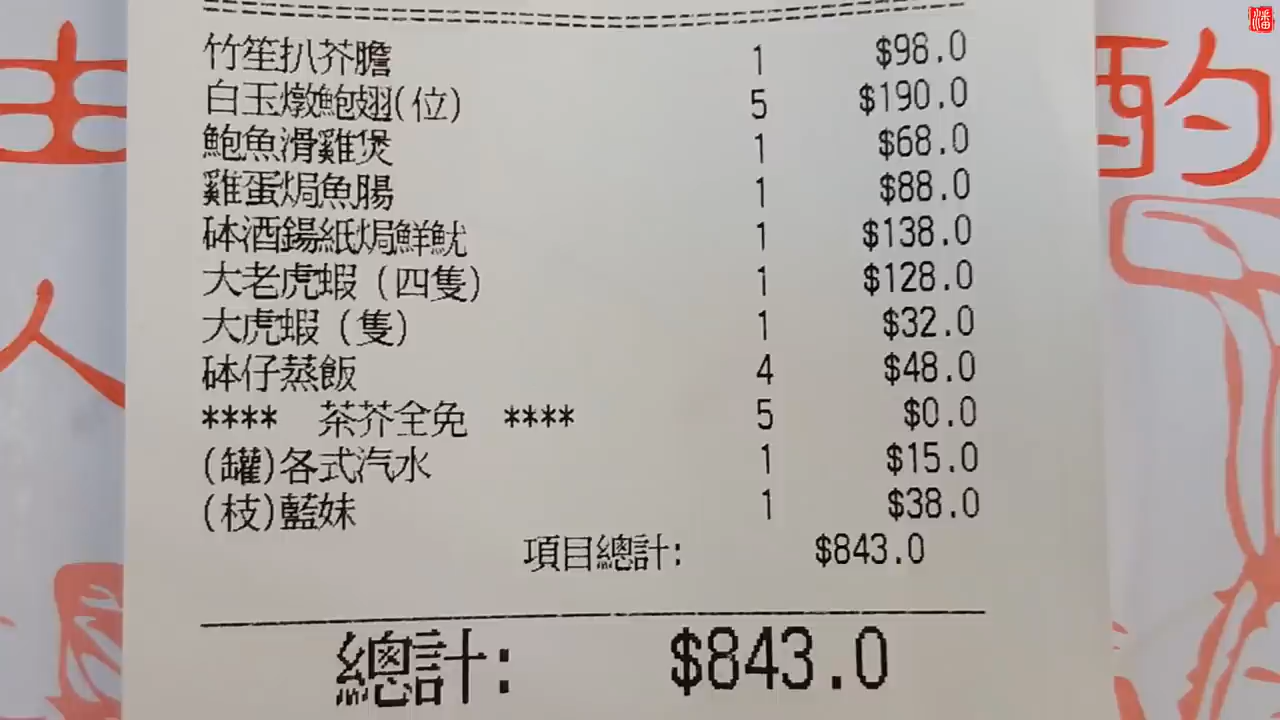 竹笙扒芥膽 1 $98.0
白玉燉鮑翅(位) 5 $190.0
鮑魚滑雞煲 1 $68.0
雞蛋焗魚腸 1 $88.0
砵酒錫紙焗鮮魷 1 $138.0
大老虎蝦(四隻) 1 $128.0
大虎蝦(隻) 1 $32.0
砵仔蒸飯 4 $48.0
**** 茶芥全免 **** 5 $0.0
(罐)各式汽水 1 $15.0
(枝)藍妹 1 $38.0
項目總計: $843.0
總計: $843.0
酌
人
潘